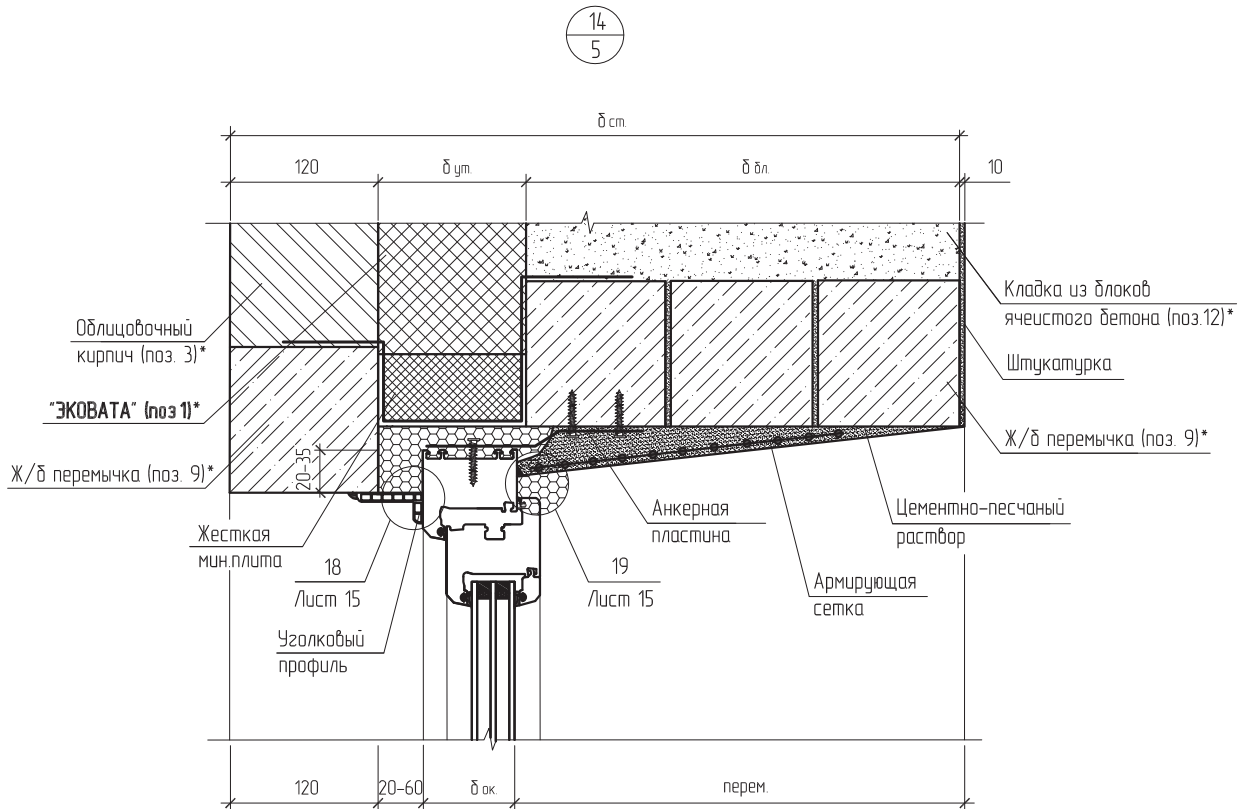 14
5
δ ст.
120
δ ут.
δ бл.
10
Облицовочный
кирпич (поз. 3)*
"ЭКОВАТА" (поз 1)*
Ж/б перемычка (поз. 9)*
20-35
Жесткая
мин.плита
18
Лист 15
Уголковый
профиль
19
Лист 15
Анкерная
пластина
Армирующая
сетка
Цементно-песчаный
раствор
Кладка из блоков
ячеистого бетона (поз.12)*
Штукатурка
Ж/б перемычка (поз. 9)*
120
20-60
δ ок.
перем.